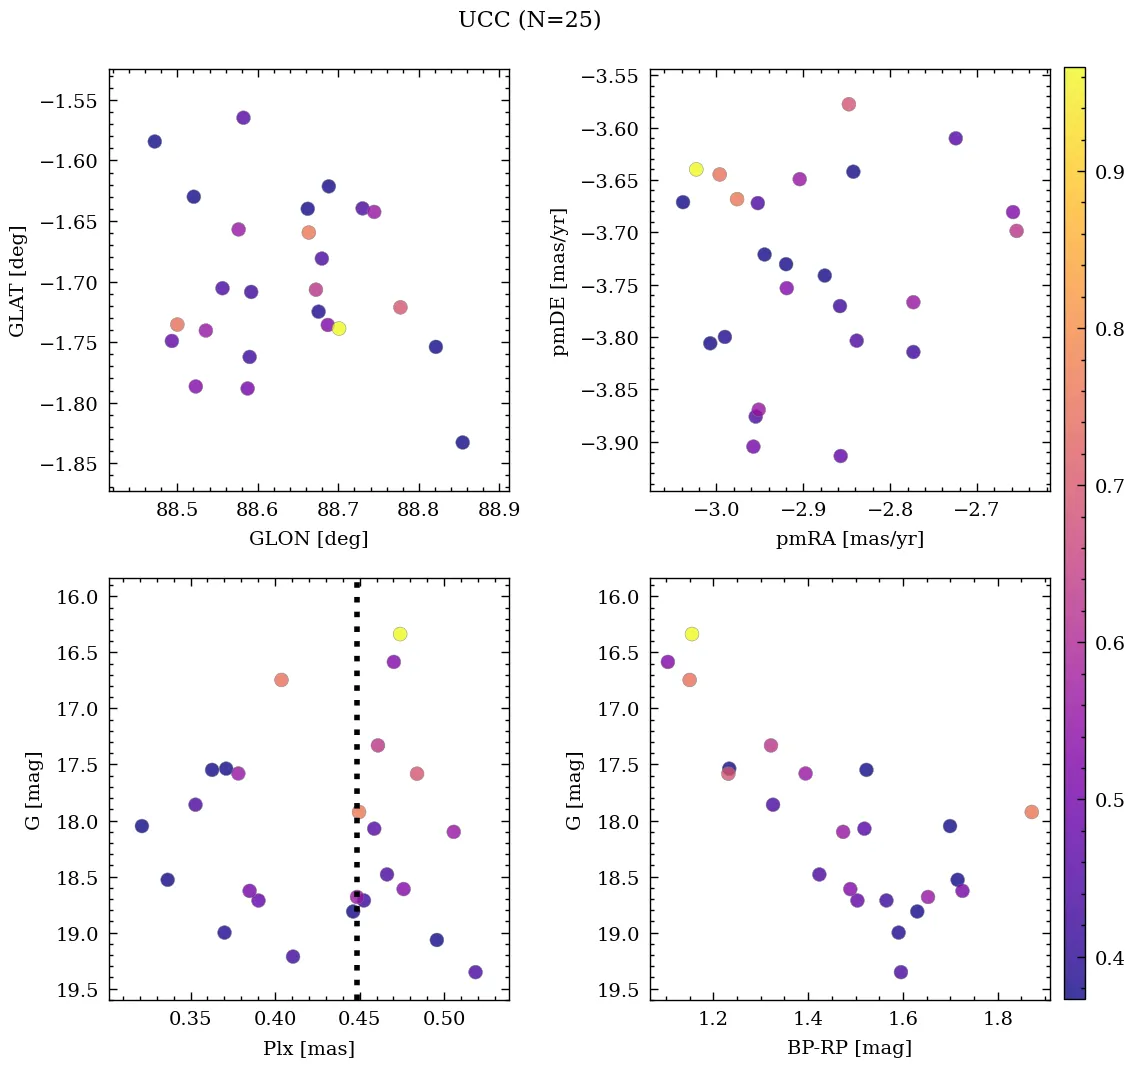 UCC (N=25)
−1.55
−1.60
−1.65
−1.70
−1.75
−1.80
−1.85
GLAT [deg]
88.5 88.6 88.7 88.8 88.9
GLON [deg]
−3.55
−3.60
−3.65
−3.70
−3.75
−3.80
−3.85
−3.90
pmDE [mas/yr]
−3.0 −2.9 −2.8 −2.7
pmRA [mas/yr]
16.0
16.5
17.0
17.5
18.0
18.5
19.0
19.5
G [mag]
0.35 0.40 0.45 0.50
Plx [mas]
16.0
16.5
17.0
17.5
18.0
18.5
19.0
19.5
G [mag]
1.2 1.4 1.6 1.8
BP-RP [mag]
0.9
0.8
0.7
0.6
0.5
0.4